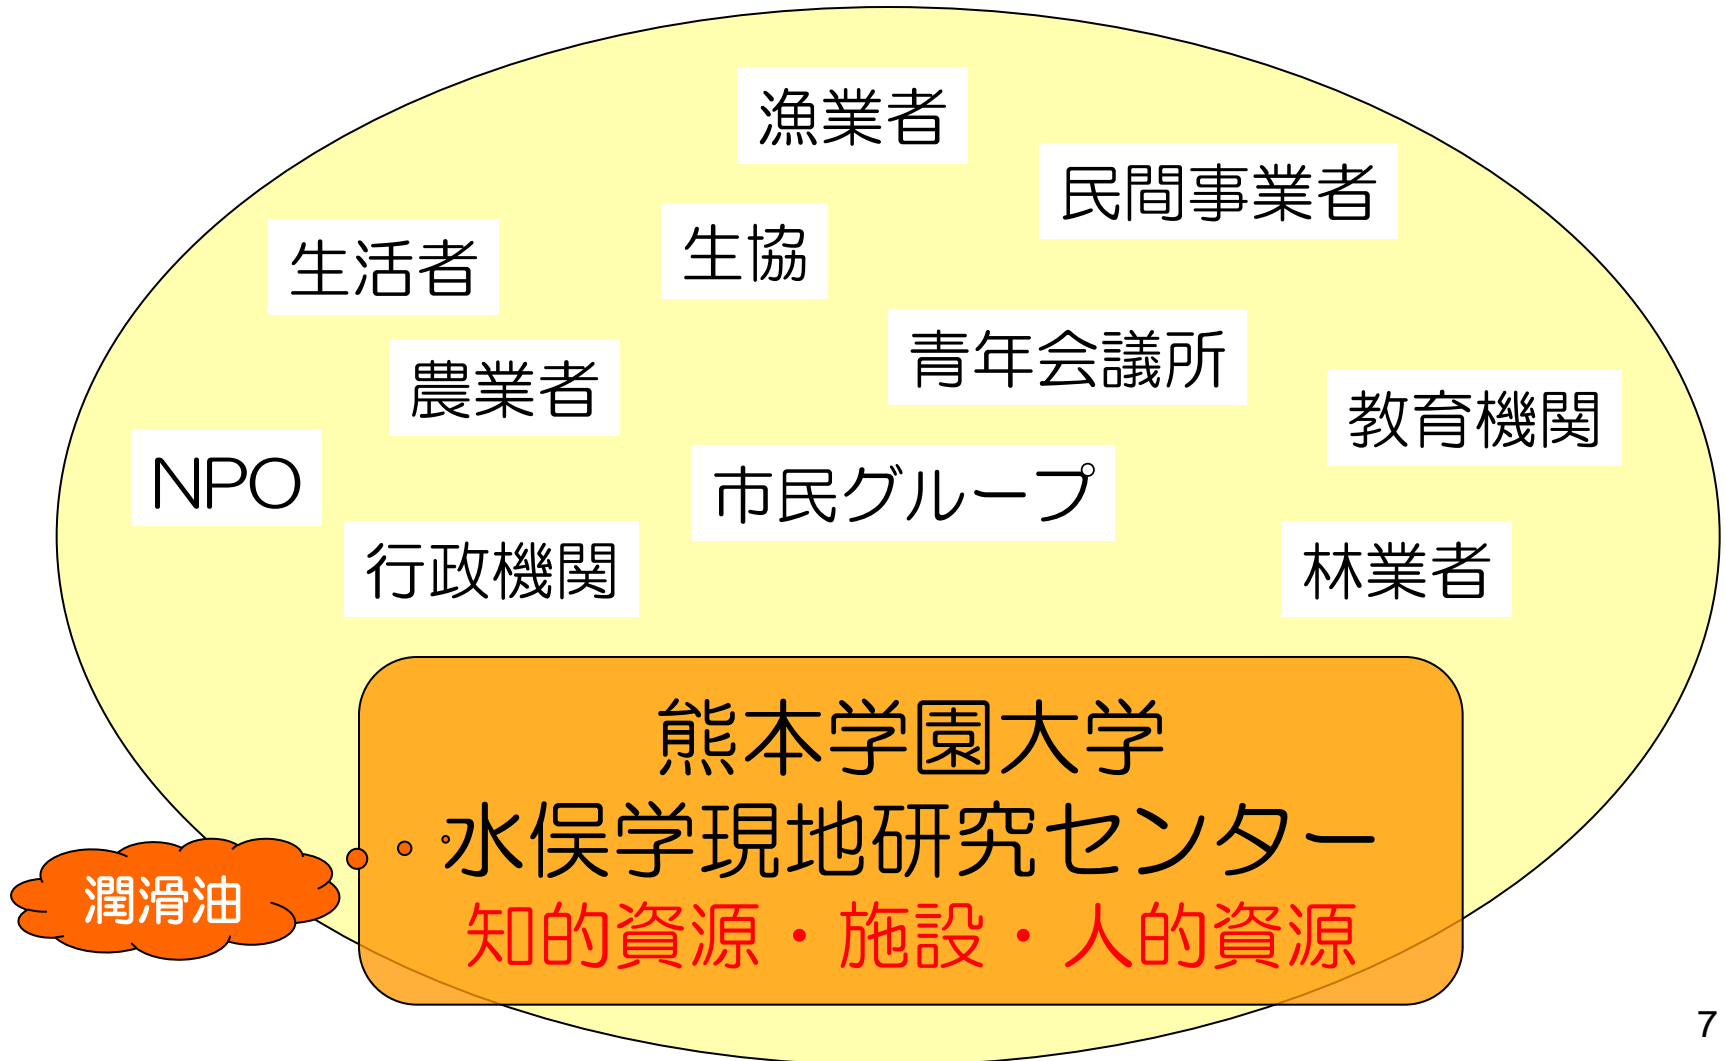 漁業者
民間事業者
生協
生活者
青年会議所
農業者
教育機関
NPO
市民グループ
行政機関
林業者
熊本学園大学
水俣学現地研究センター
知的資源・施設・人的資源
潤滑油
7